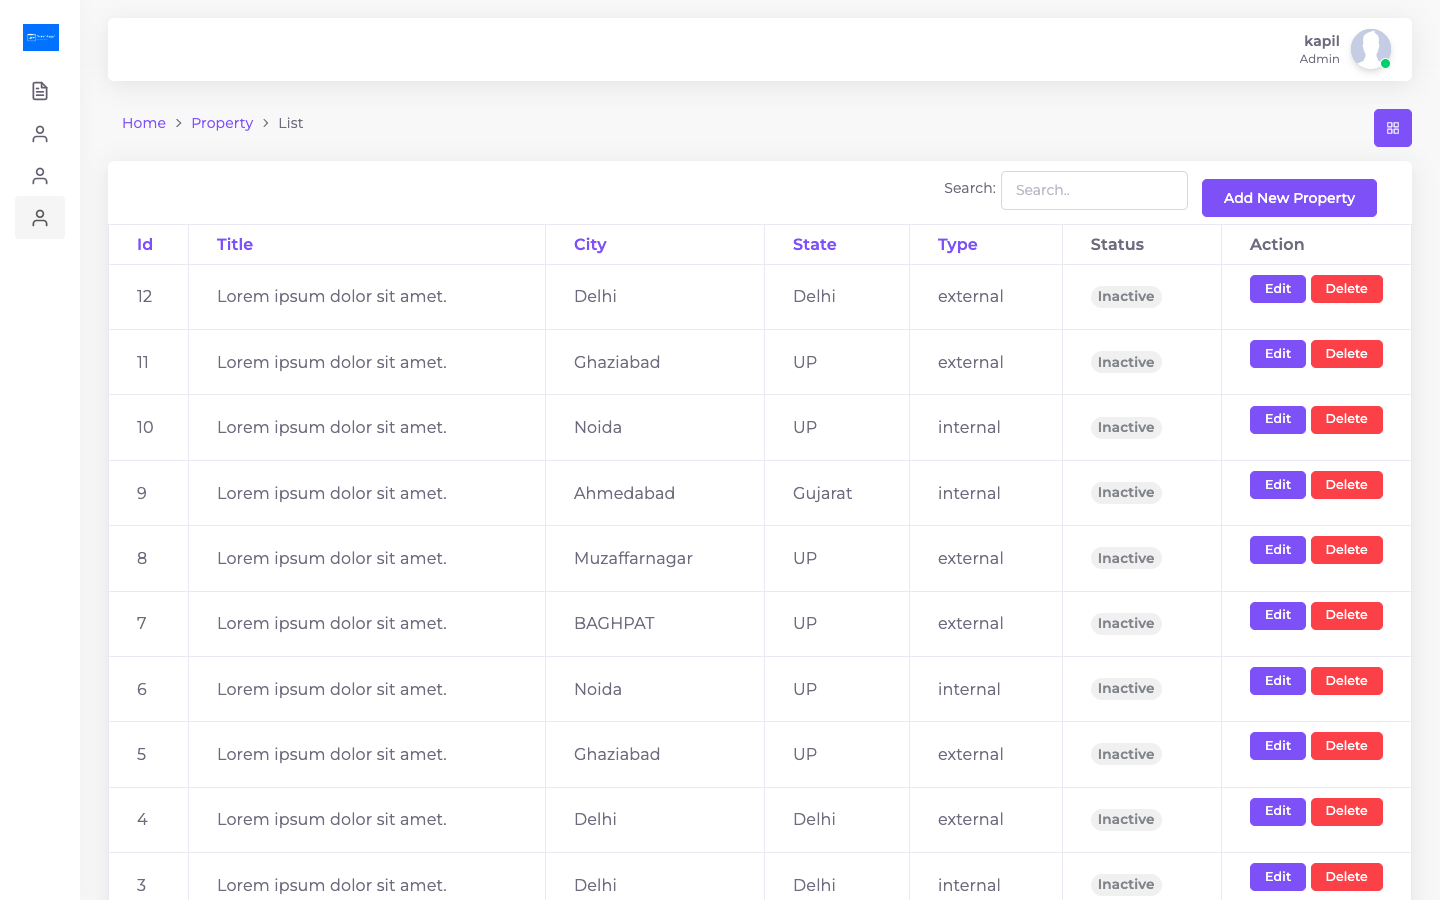 kapil
Admin
Home > Property > List
Search: Search..
Add New Property
Id Title City State Type Status Action
12 Lorem ipsum dolor sit amet. Delhi Delhi external Inactive Edit Delete
11 Lorem ipsum dolor sit amet. Ghaziabad UP external Inactive Edit Delete
10 Lorem ipsum dolor sit amet. Noida UP internal Inactive Edit Delete
9 Lorem ipsum dolor sit amet. Ahmedabad Gujarat internal Inactive Edit Delete
8 Lorem ipsum dolor sit amet. Muzaffarnagar UP external Inactive Edit Delete
7 Lorem ipsum dolor sit amet. BAGHPAT UP external Inactive Edit Delete
6 Lorem ipsum dolor sit amet. Noida UP internal Inactive Edit Delete
5 Lorem ipsum dolor sit amet. Ghaziabad UP external Inactive Edit Delete
4 Lorem ipsum dolor sit amet. Delhi Delhi external Inactive Edit Delete
3 Lorem ipsum dolor sit amet. Delhi Delhi internal Inactive Edit Delete